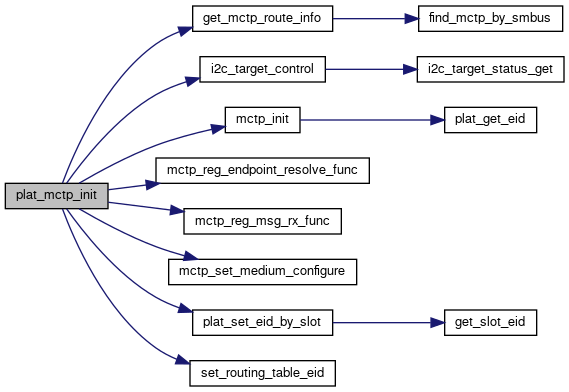 get_mctp_route_info
find_mctp_by_smbus
i2c_target_control
i2c_target_status_get
mctp_init
plat_get_eid
mctp_reg_endpoint_resolve_func
plat_mctp_init
mctp_reg_msg_rx_func
mctp_set_medium_configure
plat_set_eid_by_slot
get_slot_eid
set_routing_table_eid